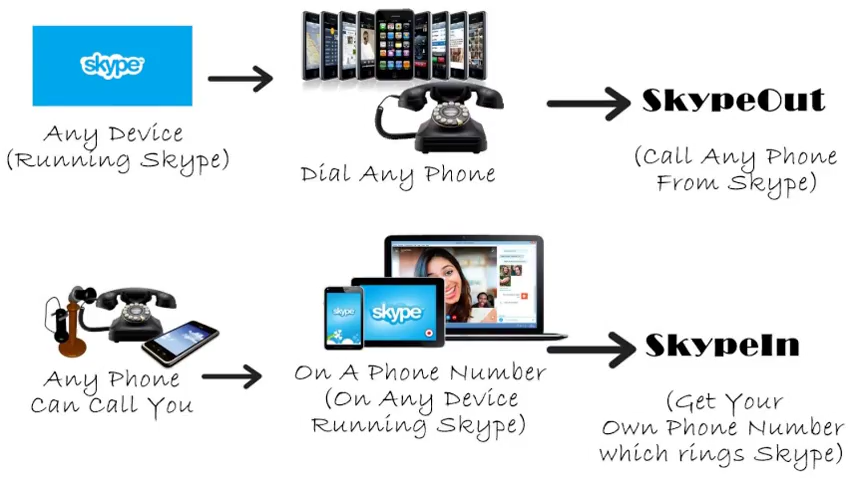 skype
Any Device
(Running Skype)
Dial Any Phone
SkypeOut
(Call Any Phone
From Skype)
Any Phone
Can Call You
skype
skype
On A Phone Number
(On Any Device
Running Skype)
SkypeIn
(Get Your
Own Phone Number
which rings Skype)